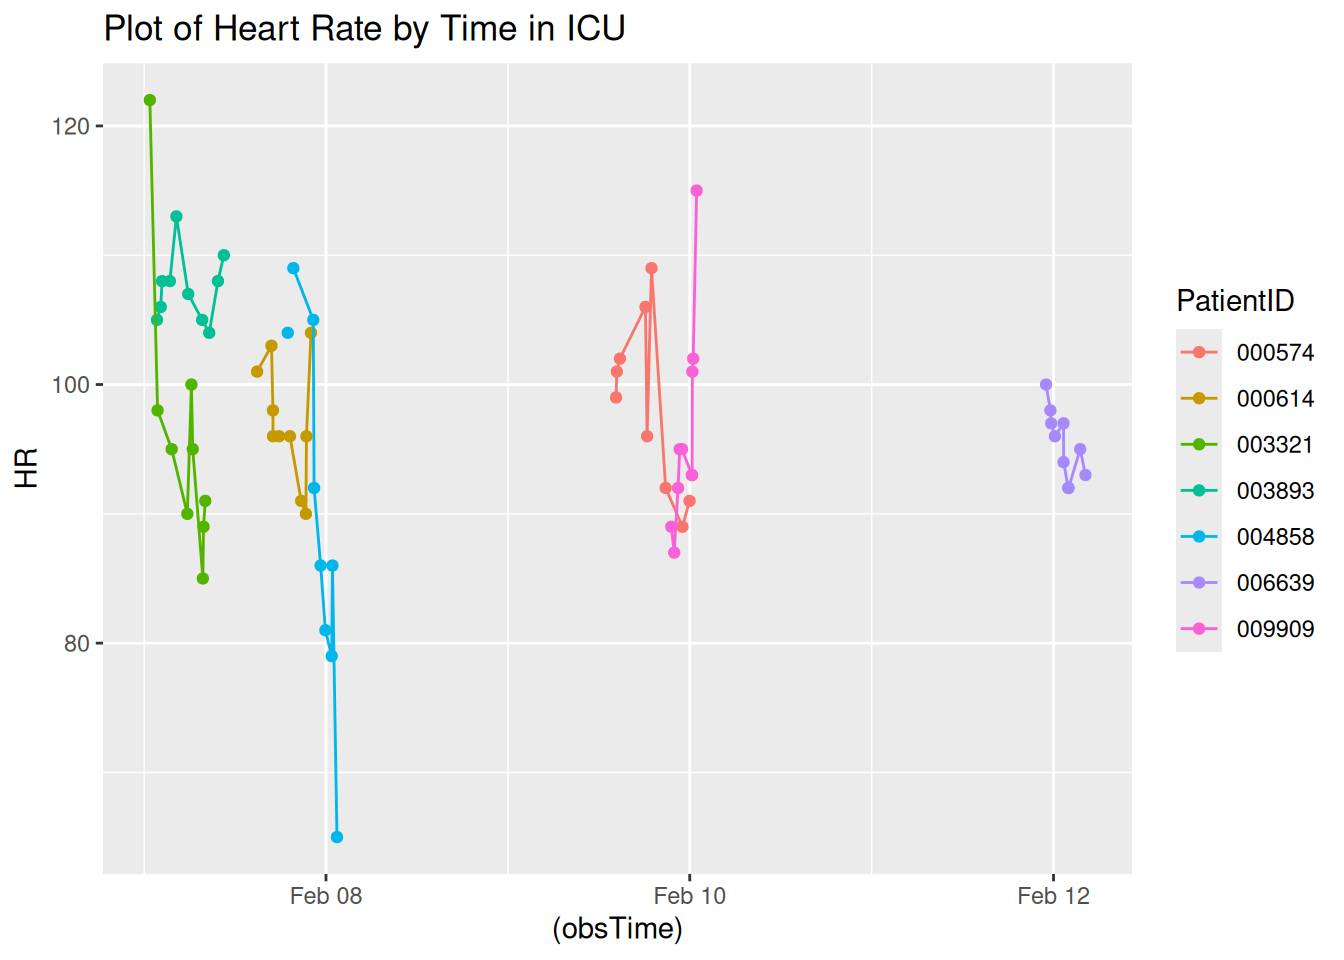 Plot of Heart Rate by Time in ICU
HR
120
100
80
Feb 08
Feb 10
Feb 12
(obsTime)
PatientID
000574
000614
003321
003893
004858
006639
009909